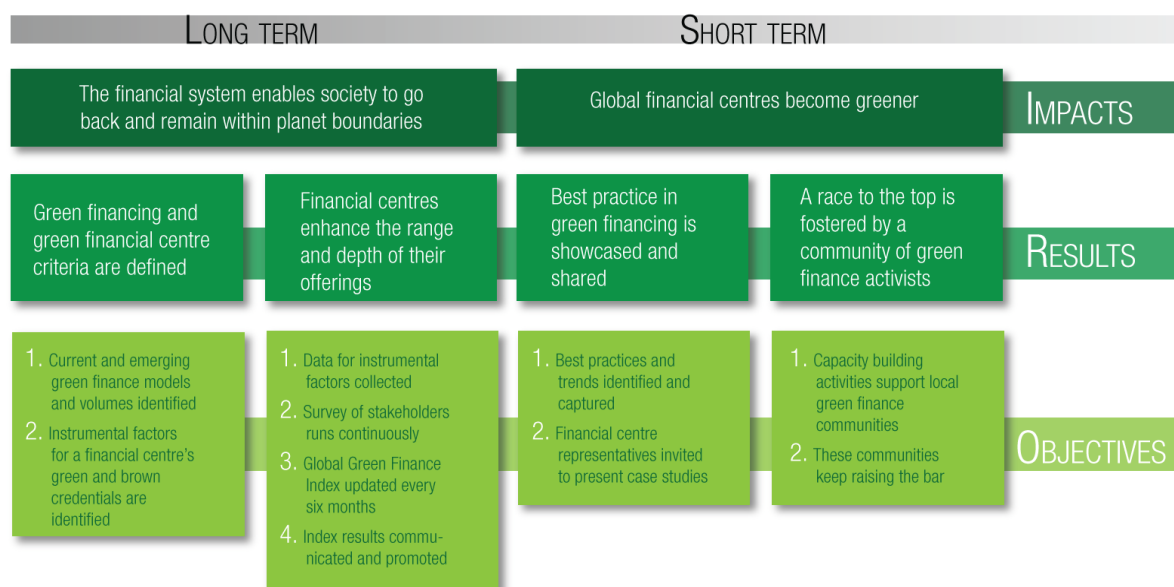 LONG TERM
SHORT TERM
The financial system enables society to go
back and remain within planet boundaries
Global financial centres become greener
IMPACTS
Green financing and
green financial centre
criteria are defined
Financial centres
enhance the range
and depth of their
offerings
Best practice in
green financing is
showcased and
shared
A race to the top is
fostered by a
community of green
finance activists
RESULTS
1. Current and emerging
green finance models
and volumes identified
2. Instrumental factors
for a financial centre’s
green and brown
credentials are
identified
1. Data for instrumental
factors collected
2. Survey of stakeholders
runs continuously
3. Global Green Finance
Index updated every
six months
4. Index results commu-
nicated and promoted
1. Best practices and
trends identified and
captured
2. Financial centre
representatives invited
to present case studies
1. Capacity building
activities support local
green finance
communities
2. These communities
keep raising the bar
OBJECTIVES